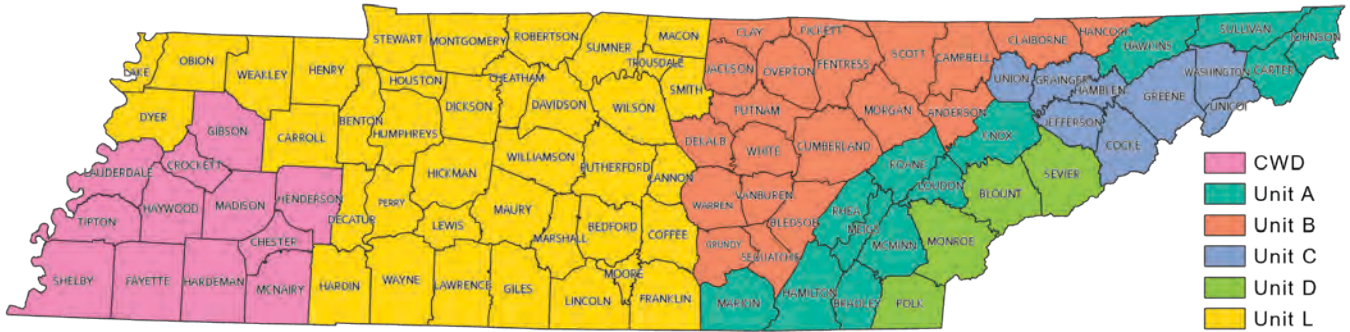 STEWART
MONTGOMERY
ROBERTSON
SUMNER
MACON
CLAY
PICKETT
SCOTT
CAMPBELL
CLAIBORNE
HANCOCK
HAWKINS
SULLIVAN
JOHNSON
LAKE
OBION
WEAKLEY
HENRY
HOUSTON
CHEATHAM
TROUSDALE
JACLSON
OVERTON
FENTRESS
UNION
GRAINGER
HAMBLEN
WASHINGTON
CARTER
DYER
GIBSON
CARROLL
BENTON
HUMPHREYS
DICKSON
DAVIDSON
WILSON
SMITH
PUTNAM
MORGAN
ANDERSON
GREENE
UNICOI
LAUDERDALE
CROCKETT
DEKALB
WHITE
CUMBERLAND
KNOX
JEFFERSON
COCKE
HAYWOOD
MADISON
HENDERSON
DECATUR
PERRY
HICKMAN
WILLIAMSON
RUTHERFORD
CANNON
ROANE
LOUDON
BLOUNT
SEVIER
TIPTON
CHESTER
LEWIS
MAURY
MARSHALL
BEDFORD
COFFEE
WARREN
VANBUREN
BLEDSOE
RHEA
MEIGS
MCMINN
MONROE
SHELBY
FAYETTE
HARDEMAN
MCNAIRY
HARDIN
WAYNE
LAWRENCE
GILES
LINCOLN
MOORE
FRANKLIN
GRUNDY
SEQUATCHIE
MARION
HAMILTON
BRADLEY
POLK
CWD
Unit A
Unit B
Unit C
Unit D
Unit L